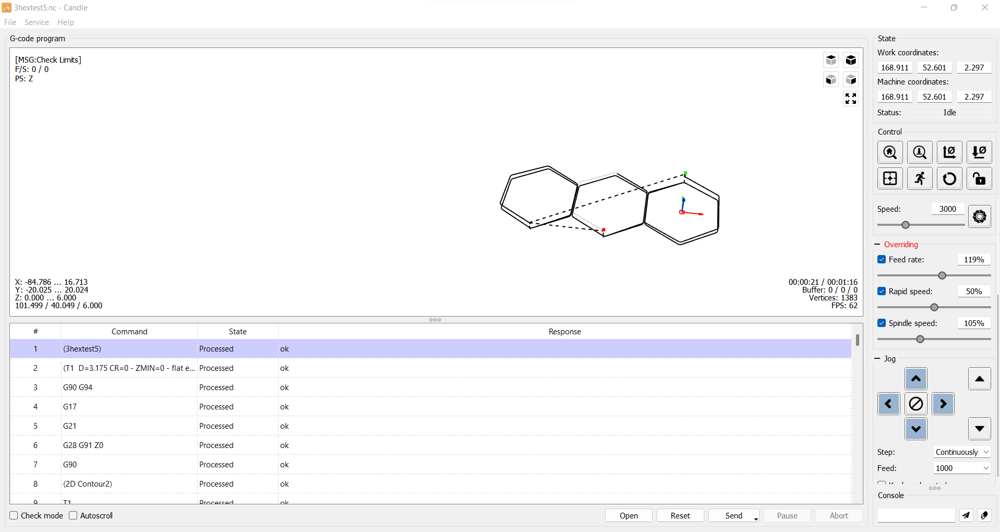 3hextest5.nc - Candle
File Service Help
G-code program
[MSG:Check Limits]
F/S: 0 / 0
PS: Z
X: -84.786 ... 16.713
Y: -20.025 ... 20.024
Z: 0.000 ... 6.000
101.499 / 40.049 / 6.000
00:00:21 / 00:01:16
Buffer: 0 / 0 / 0
Vertices: 1383
FPS: 62
# Command State Response
1 (3hextest5) Processed ok
2 (T1 D=3.175 CR=0 - ZMIN=0 - flat e... Processed ok
3 G90 G94 Processed ok
4 G17 Processed ok
5 G21 Processed ok
6 G28 G91 Z0 Processed ok
7 G90 Processed ok
8 (2D Contour2) Processed ok
9 T1 Processed ok
Check mode Autoscroll
Open Reset Send Pause Abort
State
Work coordinates:
168.911 52.601 2.297
Machine coordinates:
168.911 52.601 2.297
Status: Idle
Control
Speed: 3000
Overriding
Feed rate: 119%
Rapid speed: 50%
Spindle speed: 105%
Jog
Step: Continuously
Feed: 1000
Console